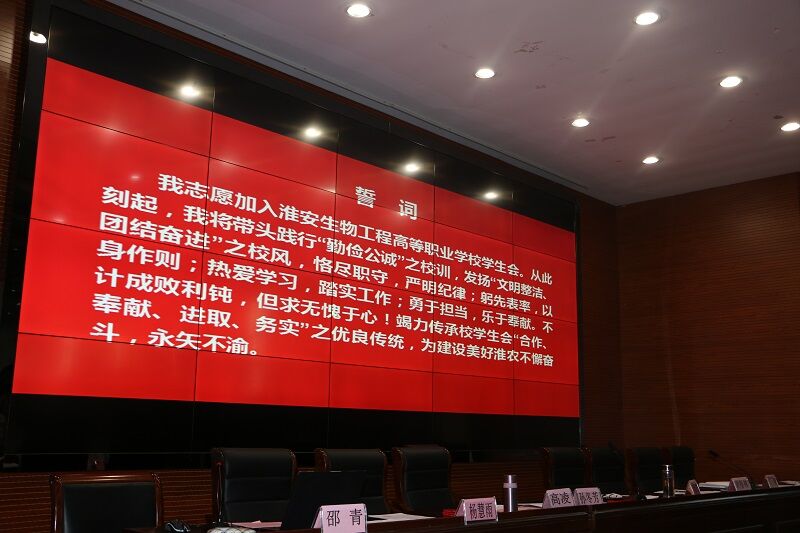 誓 词
我志愿加入淮安生物工程高等职业学校学生会。从此
刻起，我将带头践行“勤俭公诚”之校训，发扬“文明整洁、
团结奋进”之校风，恪尽职守，严明纪律；躬先表率，以
身作则；热爱学习，踏实工作；勇于担当，乐于奉献。不
计成败利钝，但求无愧于心！竭力传承校学生会“合作、
奉献、进取、务实”之优良传统，为建设美好淮农不懈奋
斗，永矢不渝。
邵 青
杨慧雨
高凌
孙冬芳